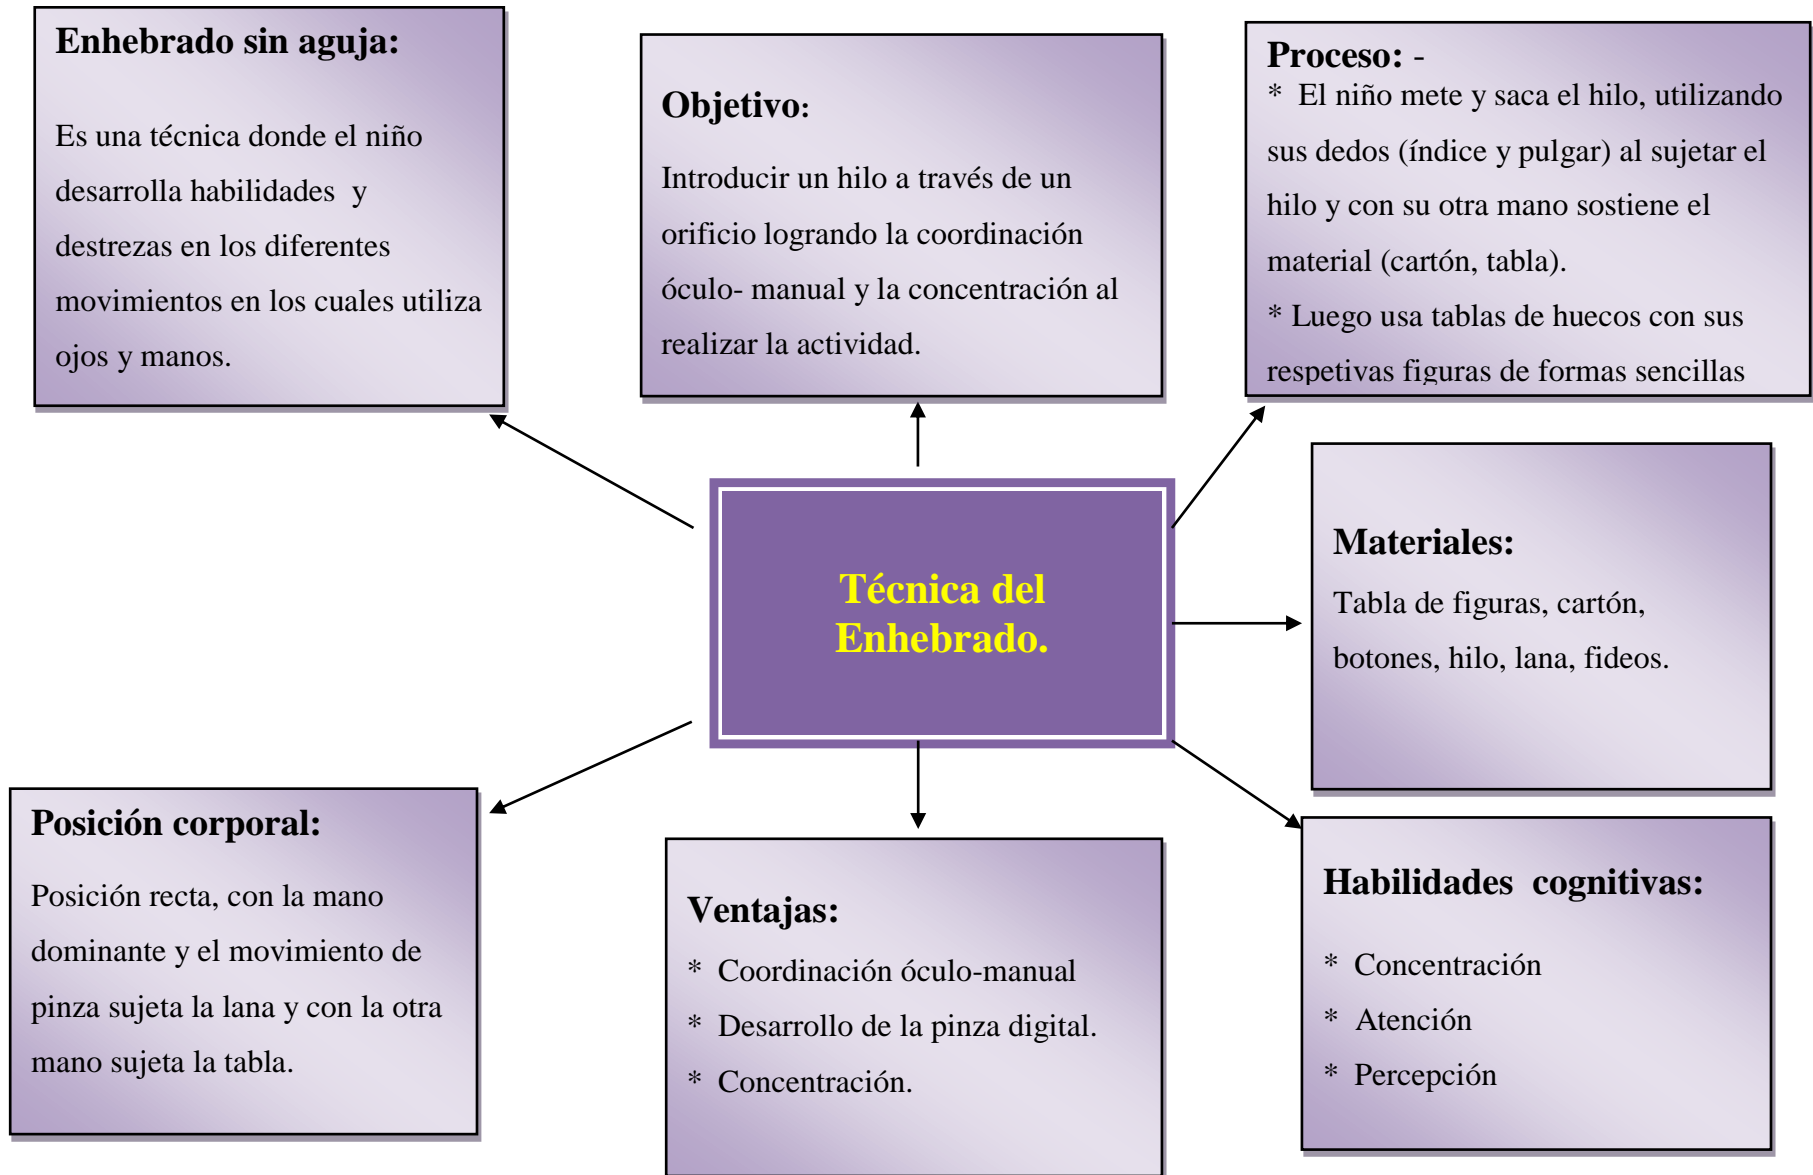 Enhebrado sin aguja:
Es una técnica donde el niño
desarrolla habilidades y
destrezas en los diferentes
movimientos en los cuales utiliza
ojos y manos.
Objetivo:
Introducir un hilo a través de un
orificio logrando la coordinación
óculo- manual y la concentración al
realizar la actividad.
Proceso: -
* El niño mete y saca el hilo, utilizando
sus dedos (índice y pulgar) al sujetar el
hilo y con su otra mano sostiene el
material (cartón, tabla).
* Luego usa tablas de huecos con sus
respetivas figuras de formas sencillas
Técnica del
Enhebrado.
Materiales:
Tabla de figuras, cartón,
botones, hilo, lana, fideos.
Posición corporal:
Posición recta, con la mano
dominante y el movimiento de
pinza sujeta la lana y con la otra
mano sujeta la tabla.
Ventajas:
* Coordinación óculo-manual
* Desarrollo de la pinza digital.
* Concentración.
Habilidades cognitivas:
* Concentración
* Atención
* Percepción